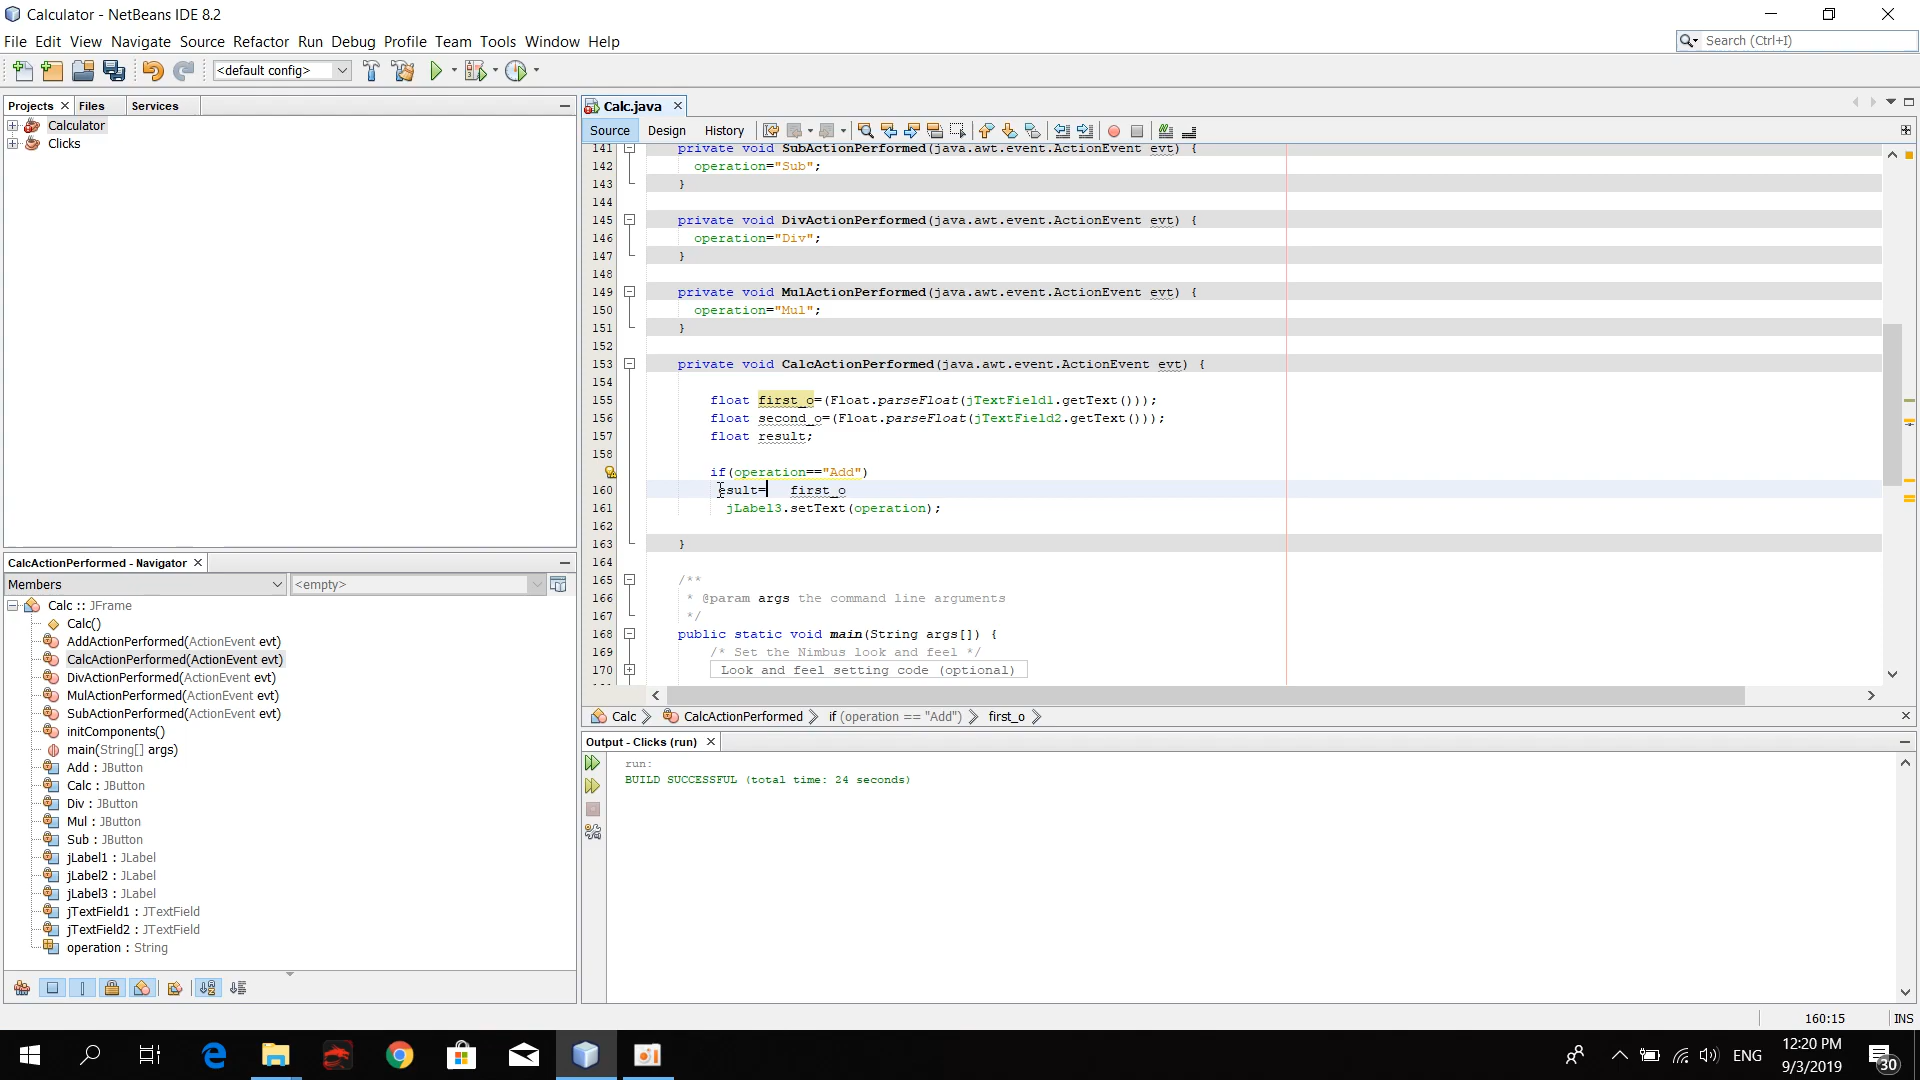 Calculator - NetBeans IDE 8.2
File Edit View Navigate Source Refactor Run Debug Profile Team Tools Window Help
Search (Ctrl+I)
<default config>
Projects Files Services
Calculator
Clicks
Calc.java
Source Design History
141 private void SubActionPerformed(java.awt.event.ActionEvent evt) {
142 operation="Sub";
143 }
144
145 private void DivActionPerformed(java.awt.event.ActionEvent evt) {
146 operation="Div";
147 }
148
149 private void MulActionPerformed(java.awt.event.ActionEvent evt) {
150 operation="Mul";
151 }
152
153 private void CalcActionPerformed(java.awt.event.ActionEvent evt) {
154
155 float first_o=(Float.parseFloat(jTextField1.getText()));
156 float second_o=(Float.parseFloat(jTextField2.getText()));
157 float result;
158
if(operation=="Add")
160 esult= first_o
161 jLabel3.setText(operation);
162
163 }
164
165 /**
166 * @param args the command line arguments
167 */
168 public static void main(String args[]) {
169 /* Set the Nimbus look and feel */
170 Look and feel setting code (optional)
Calc CalcActionPerformed if (operation == "Add") first_o
CalcActionPerformed - Navigator
Members <empty>
Calc :: JFrame
Calc()
AddActionPerformed(ActionEvent evt)
CalcActionPerformed(ActionEvent evt)
DivActionPerformed(ActionEvent evt)
MulActionPerformed(ActionEvent evt)
SubActionPerformed(ActionEvent evt)
initComponents()
main(String[] args)
Add : JButton
Calc : JButton
Div : JButton
Mul : JButton
Sub : JButton
jLabel1 : JLabel
jLabel2 : JLabel
jLabel3 : JLabel
jTextField1 : JTextField
jTextField2 : JTextField
operation : String
Output - Clicks (run)
run:
BUILD SUCCESSFUL (total time: 24 seconds)
160:15 INS
ENG
12:20 PM
9/3/2019
30